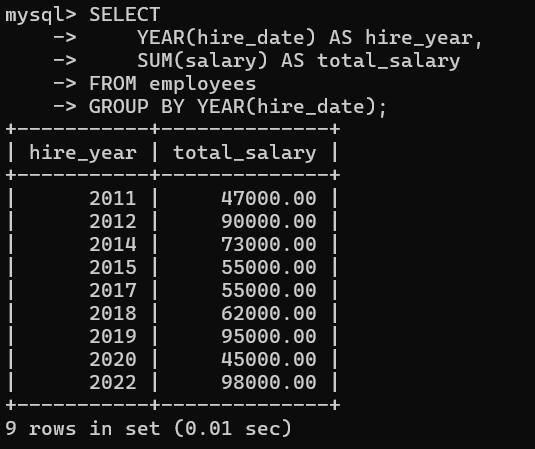 mysql> SELECT
    ->     YEAR(hire_date) AS hire_year,
    ->     SUM(salary) AS total_salary
    -> FROM employees
    -> GROUP BY YEAR(hire_date);
+-----------+--------------+
| hire_year | total_salary |
+-----------+--------------+
|      2011 |     47000.00 |
|      2012 |     90000.00 |
|      2014 |     73000.00 |
|      2015 |     55000.00 |
|      2017 |     55000.00 |
|      2018 |     62000.00 |
|      2019 |     95000.00 |
|      2020 |     45000.00 |
|      2022 |     98000.00 |
+-----------+--------------+
9 rows in set (0.01 sec)